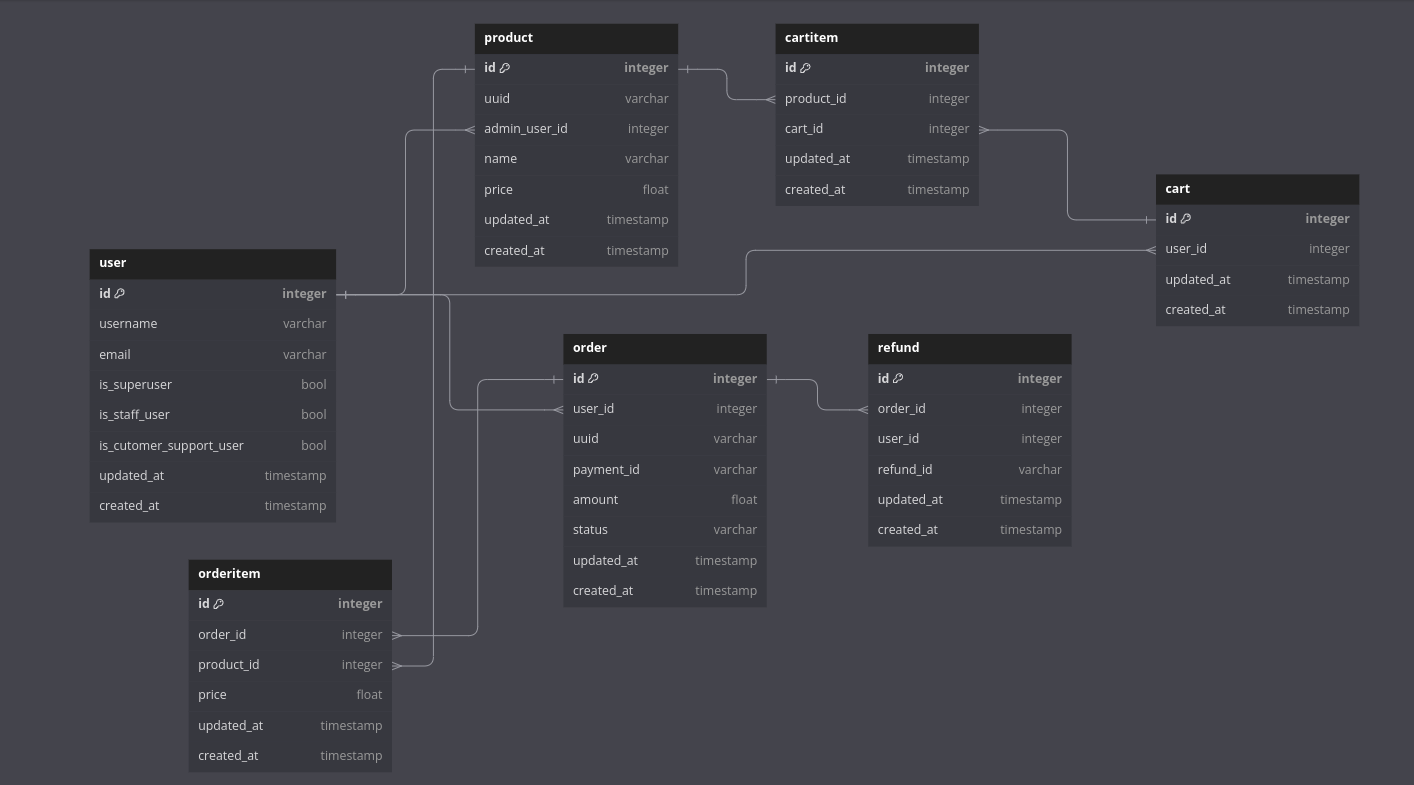 product
id integer
uuid varchar
admin_user_id integer
name varchar
price float
updated_at timestamp
created_at timestamp
cartitem
id integer
product_id integer
cart_id integer
updated_at timestamp
created_at timestamp
cart
id integer
user_id integer
updated_at timestamp
created_at timestamp
user
id integer
username varchar
email varchar
is_superuser bool
is_staff_user bool
is_cutomer_support_user bool
updated_at timestamp
created_at timestamp
order
id integer
user_id integer
uuid varchar
payment_id varchar
amount float
status varchar
updated_at timestamp
created_at timestamp
refund
id integer
order_id integer
user_id integer
refund_id varchar
updated_at timestamp
created_at timestamp
orderitem
id integer
order_id integer
product_id integer
price float
updated_at timestamp
created_at timestamp